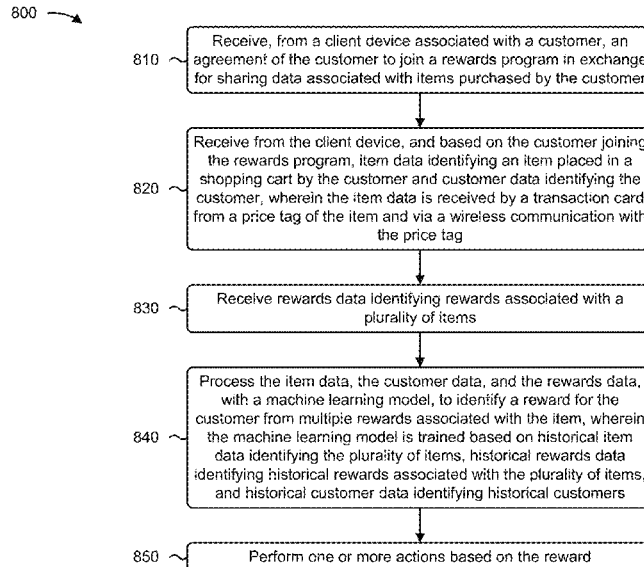 800
810
Receive, from a client device associated with a customer, an
agreement of the customer to join a rewards program in exchange
for sharing data associated with items purchased by the customer
820
Receive from the client device, and based on the customer joining
the rewards program, item data identifying an item placed in a
shopping cart by the customer and customer data identifying the
customer, wherein the item data is received by a transaction card
from a price tag of the item and via a wireless communication with
the price tag
830
Receive rewards data identifying rewards associated with a
plurality of items
840
Process the item data, the customer data, and the rewards data,
with a machine learning model, to identify a reward for the
customer from multiple rewards associated with the item, wherein
the machine learning model is trained based on historical item
data identifying the plurality of items, historical rewards data
identifying historical rewards associated with the plurality of items,
and historical customer data identifying historical customers
850
Perform one or more actions based on the reward